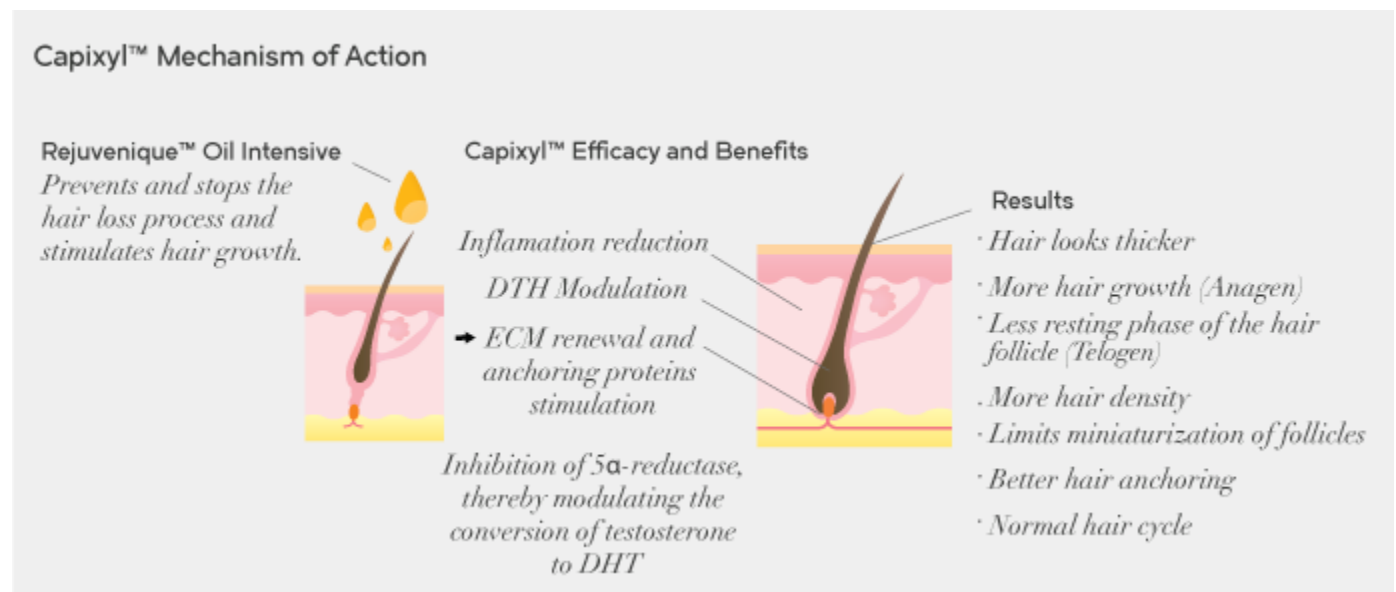 Capixyl™ Mechanism of Action
Rejuvenique™ Oil Intensive
Prevents and stops the
hair loss process and
stimulates hair growth.
Capixyl™ Efficacy and Benefits
Inflamation reduction
DTH Modulation
ECM renewal and
anchoring proteins
stimulation
Inhibition of 5α-reductase,
thereby modulating the
conversion of testosterone
to DHT
Results
· Hair looks thicker
· More hair growth (Anagen)
· Less resting phase of the hair
follicle (Telogen)
. More hair density
· Limits miniaturization of follicles
· Better hair anchoring
· Normal hair cycle